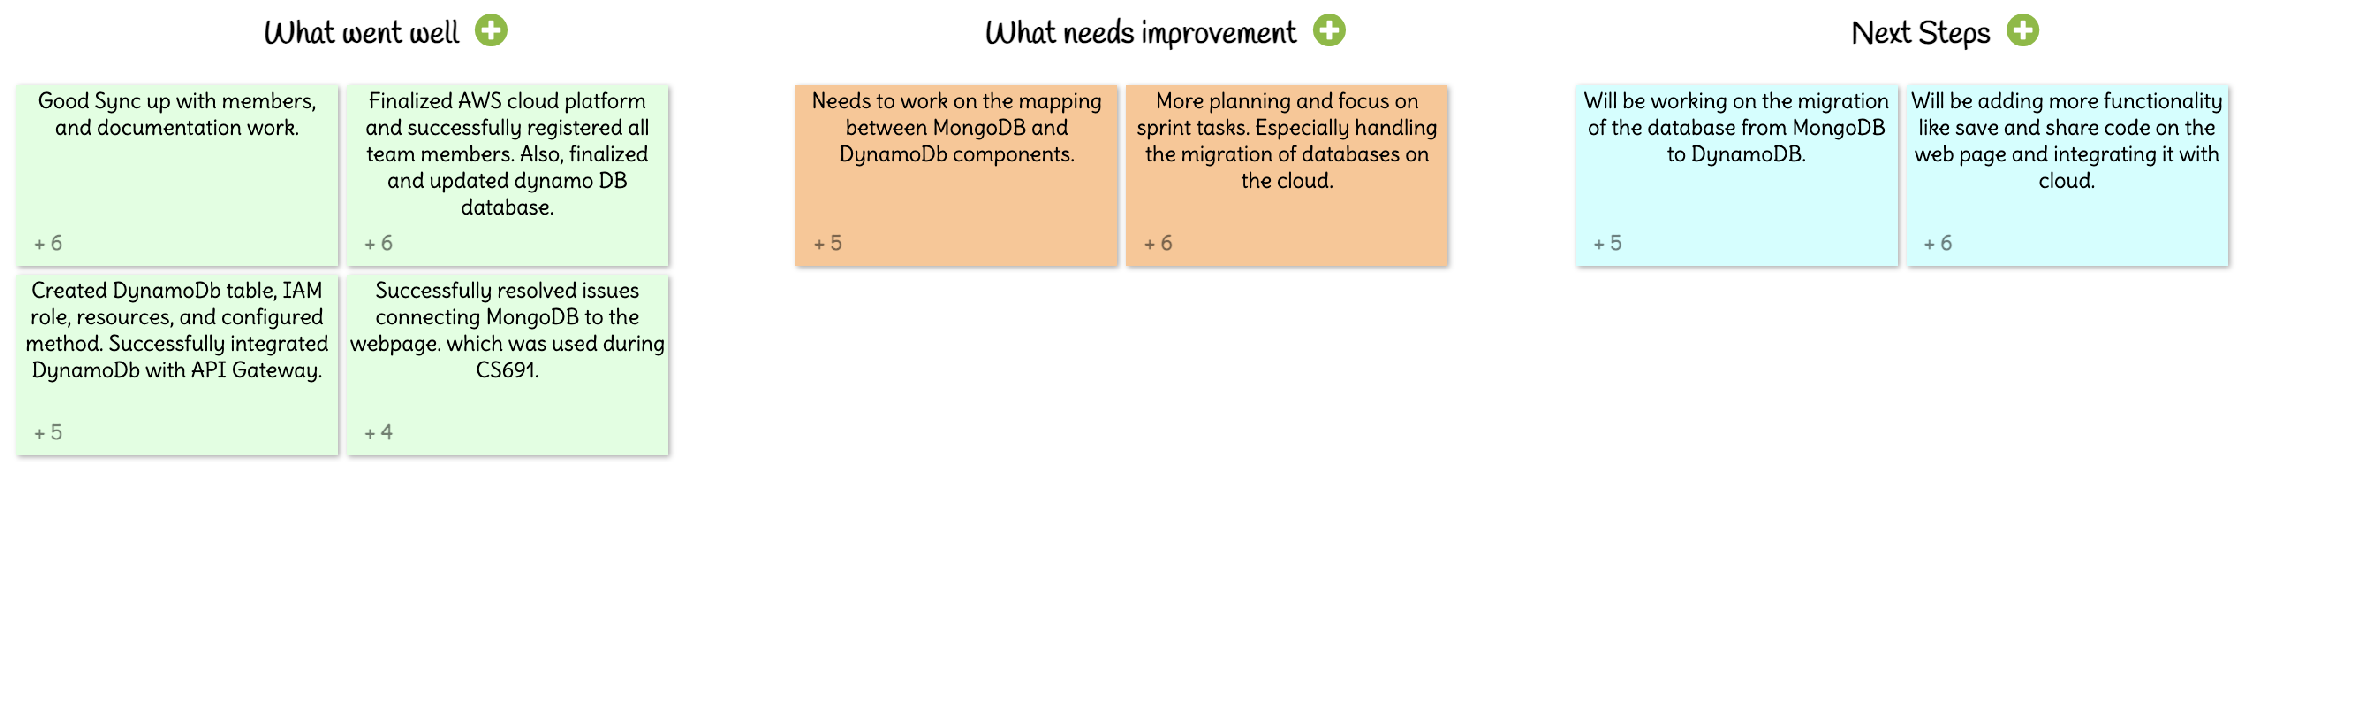 What went well
Good Sync up with members,
and documentation work.
+ 6
Finalized AWS cloud platform
and successfully registered all
team members. Also, finalized
and updated dynamo DB
database.
+ 6
Created DynamoDb table, IAM
role, resources, and configured
method. Successfully integrated
DynamoDb with API Gateway.
+ 5
Successfully resolved issues
connecting MongoDB to the
webpage. which was used during
CS691.
+ 4
What needs improvement
Needs to work on the mapping
between MongoDB and
DynamoDb components.
+ 5
More planning and focus on
sprint tasks. Especially handling
the migration of databases on
the cloud.
+ 6
Next Steps
Will be working on the migration
of the database from MongoDB
to DynamoDB.
+ 5
Will be adding more functionality
like save and share code on the
web page and integrating it with
cloud.
+ 6